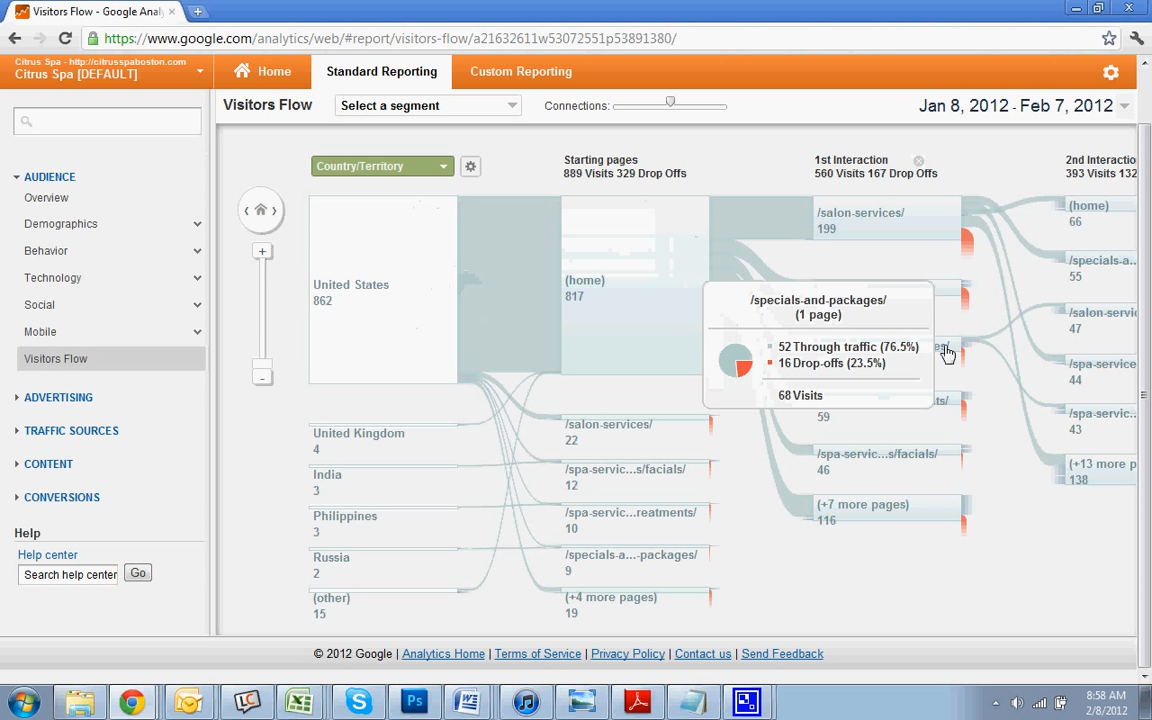 Visitors Flow - Google Analy
https://www.google.com/analytics/web/#report/visitors-flow/a21632611w53072551p53891380/
Citrus Spa - http://citrusspaboston.com
Citrus Spa [DEFAULT]
Home
Standard Reporting
Custom Reporting
Visitors Flow
Select a segment
Connections:
Jan 8, 2012 - Feb 7, 2012
AUDIENCE
Overview
Demographics
Behavior
Technology
Social
Mobile
Visitors Flow
ADVERTISING
TRAFFIC SOURCES
CONTENT
CONVERSIONS
Help
Help center
Search help center
Go
Country/Territory
United States
862
United Kingdom
4
India
3
Philippines
3
Russia
2
(other)
15
Starting pages
889 Visits 329 Drop Offs
(home)
817
/salon-services/
22
/spa-servic...s/facials/
12
/spa-servic...reatments/
10
/specials-a...-packages/
9
(+4 more pages)
19
1st Interaction
560 Visits 167 Drop Offs
/salon-services/
199
/specials-and-packages/
(1 page)
52 Through traffic (76.5%)
16 Drop-offs (23.5%)
68 Visits
es/
ts/
59
/spa-servic...s/facials/
46
(+7 more pages)
116
2nd Interactio
393 Visits 132
(home)
66
/specials-a..
55
/salon-servic
47
/spa-service
44
/spa-servic..
43
(+13 more p
138
© 2012 Google | Analytics Home | Terms of Service | Privacy Policy | Contact us | Send Feedback
LC
S
Ps
W
8:58 AM
2/8/2012